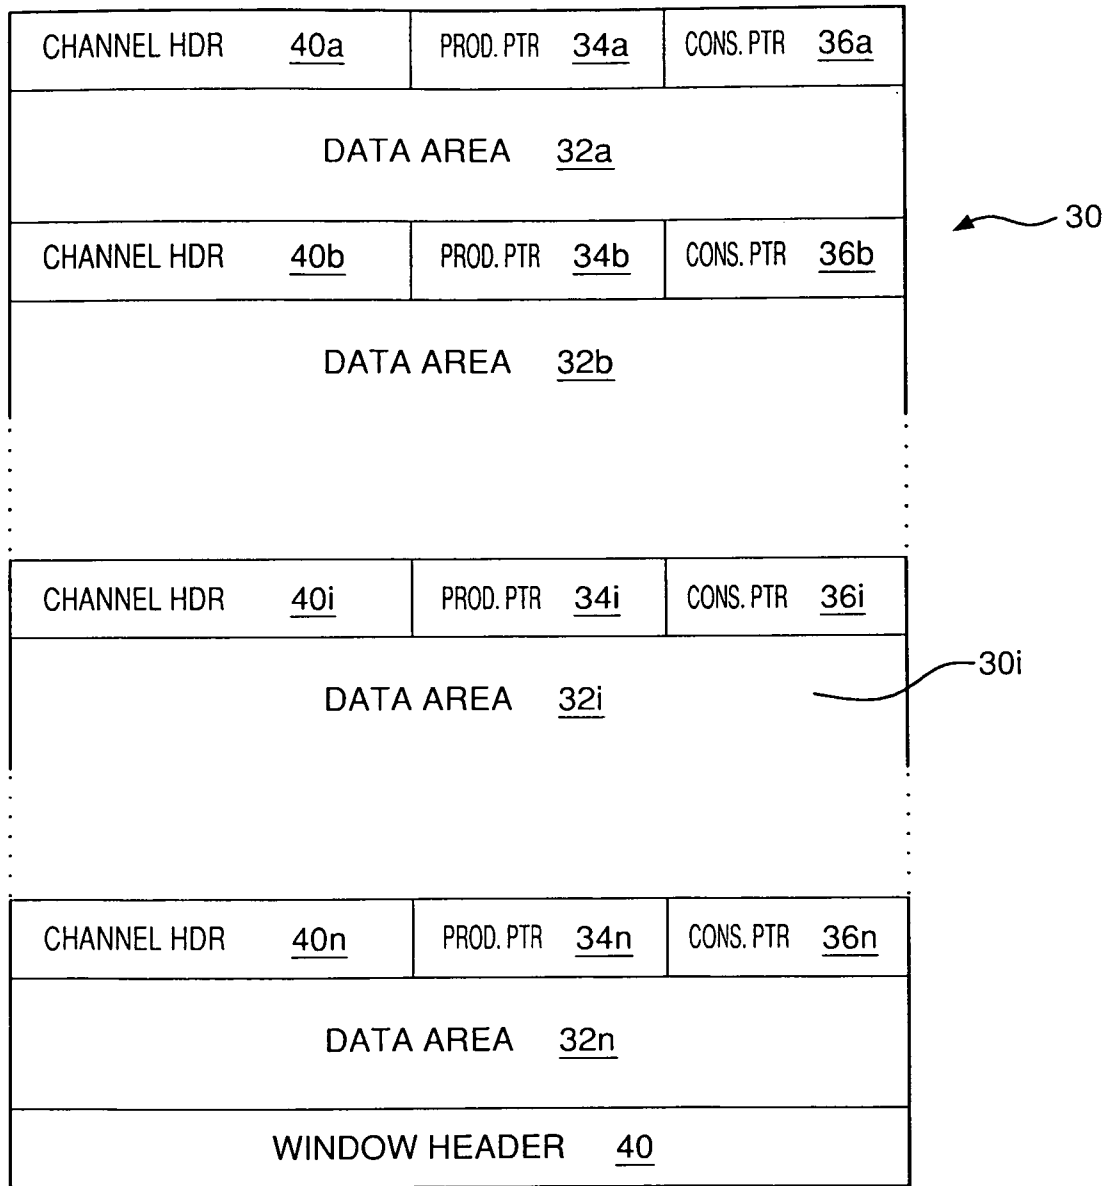 CHANNEL HDR 40a PROD. PTR 34a CONS. PTR 36a
DATA AREA 32a
30
CHANNEL HDR 40b PROD. PTR 34b CONS. PTR 36b
DATA AREA 32b
CHANNEL HDR 40i PROD. PTR 34i CONS. PTR 36i
30i
DATA AREA 32i
CHANNEL HDR 40n PROD. PTR 34n CONS. PTR 36n
DATA AREA 32n
WINDOW HEADER 40